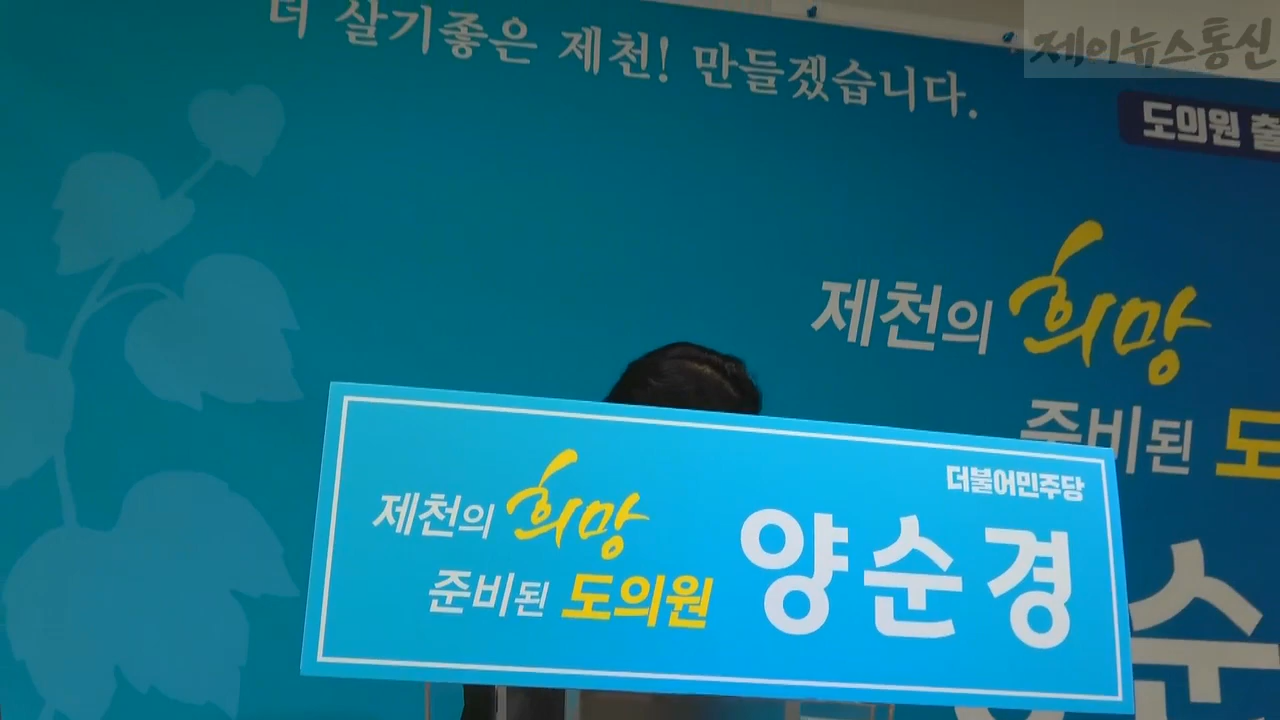 더 살기좋은 제천! 만들겠습니다.
제이뉴스통신
도의원 출
제천의 희망
준비된 도
순
더불어민주당
제천의 희망
준비된 도의원
양순경